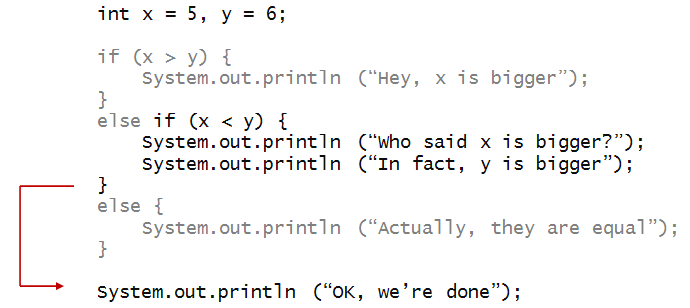 int x = 5, y = 6;
if (x > y) {
System.out.println (“Hey, x is bigger”);
}
else if (x < y) {
System.out.println (“Who said x is bigger?”);
System.out.println (“In fact, y is bigger”);
}
else {
System.out.println (“Actually, they are equal”);
}
System.out.println (“OK, we’re done”);